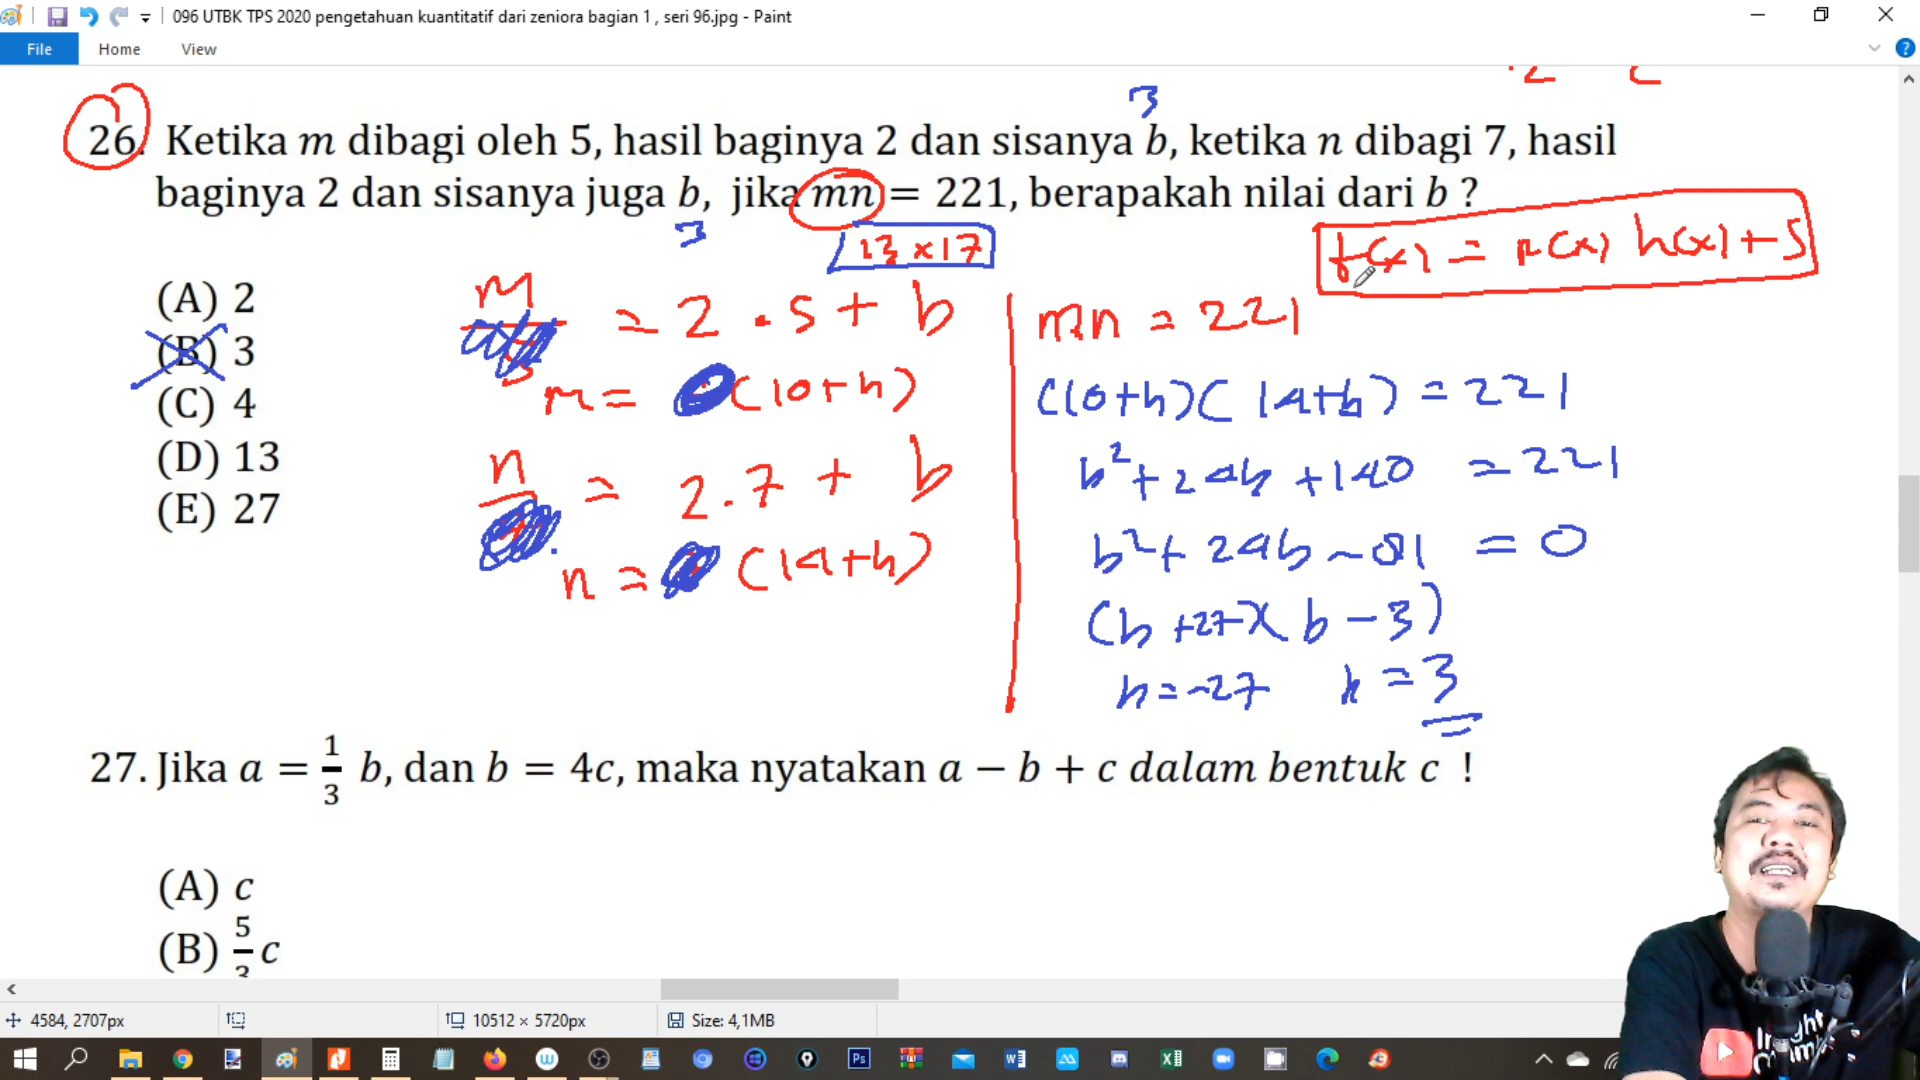 096 UTBK TPS 2020 pengetahuan kuantitatif dari zeniora bagian 1 , seri 96.jpg - Paint
File Home View
26. Ketika m dibagi oleh 5, hasil baginya 2 dan sisanya b, ketika n dibagi 7, hasil
3
baginya 2 dan sisanya juga b, jika mn = 221, berapakah nilai dari b ?
3
13 × 17
f(x) = P(x) h(x) + S
(A) 2
(B) 3
(C) 4
(D) 13
(E) 27
m = 2 . 5 + b
m = (10+b)
n = 2 . 7 + b
n = (14+b)
mn = 221
(10+b)(14+b) = 221
b² + 24b + 140 = 221
b² + 24b - 81 = 0
(b +27)(b - 3)
b = -27 b = 3
27. Jika a = 1/3 b, dan b = 4c, maka nyatakan a − b + c dalam bentuk c !
(A) c
(B) 5/3 c
4584, 2707px
10512 × 5720px
Size: 4,1MB